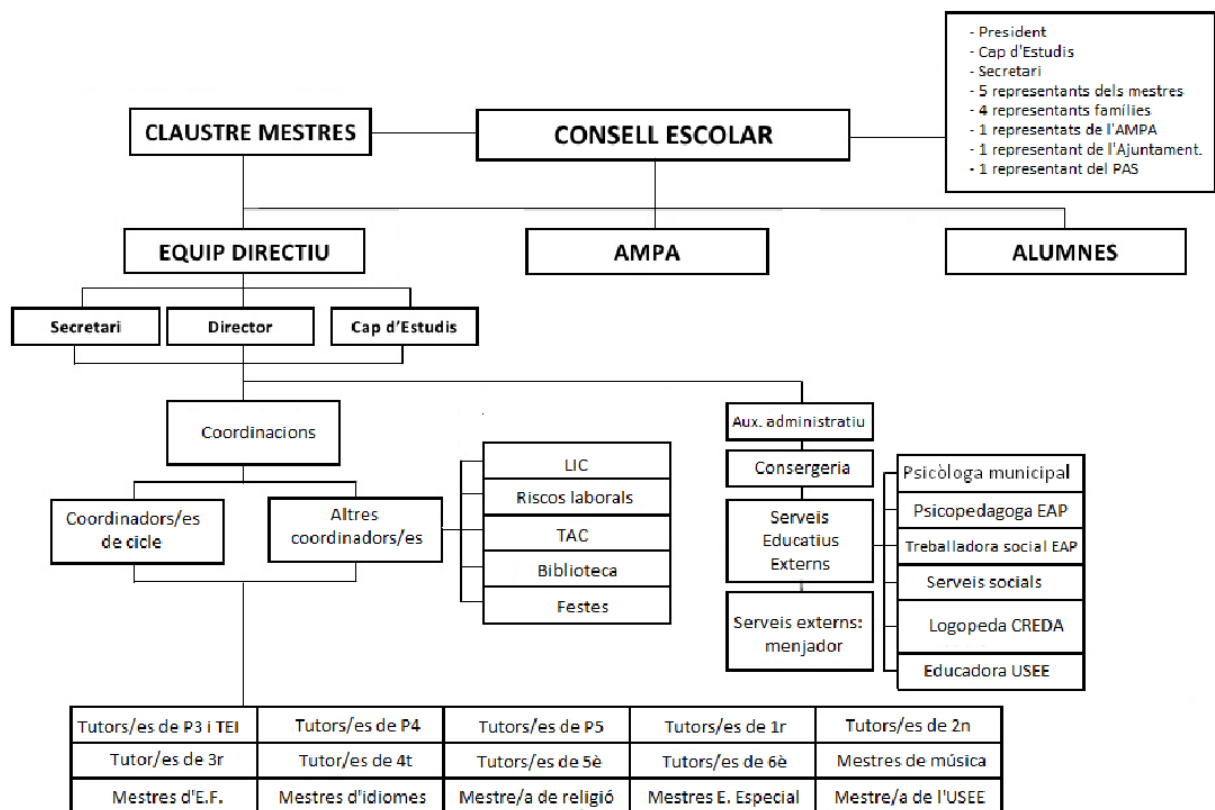 - President
- Cap d'Estudis
- Secretari
- 5 representants dels mestres
- 4 representants famílies
- 1 representats de l'AMPA
- 1 representant de l'Ajuntament.
- 1 representant del PAS
CLAUSTRE MESTRES
CONSELL ESCOLAR
EQUIP DIRECTIU
AMPA
ALUMNES
Secretari
Director
Cap d'Estudis
Coordinacions
Coordinadors/es
de cicle
Altres
coordinadors/es
LIC
Riscos laborals
TAC
Biblioteca
Festes
Aux. administratiu
Consergeria
Serveis
Educatius
Externs
Serveis externs:
menjador
Psicòloga municipal
Psicopedagoga EAP
Treballadora social EAP
Serveis socials
Logopeda CREDA
Educadora USEE
Tutors/es de P3 i TEI
Tutors/es de P4
Tutors/es de P5
Tutors/es de 1r
Tutors/es de 2n
Tutor/es de 3r
Tutor/es de 4t
Tutors/es de 5è
Tutors/es de 6è
Mestres de música
Mestres d'E.F.
Mestres d'idiomes
Mestre/a de religió
Mestres E. Especial
Mestre/a de l'USEE